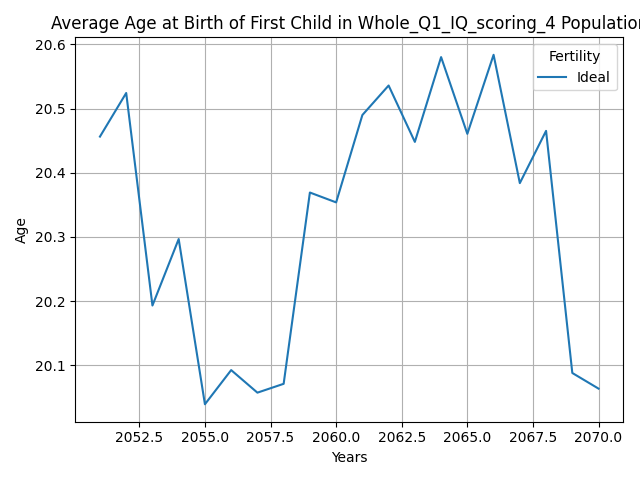 Average Age at Birth of First Child in Whole_Q1_IQ_scoring_4 Population
20.6
20.5
20.4
20.3
20.2
20.1
Age
Fertility
Ideal
2052.5 2055.0 2057.5 2060.0 2062.5 2065.0 2067.5 2070.0
Years